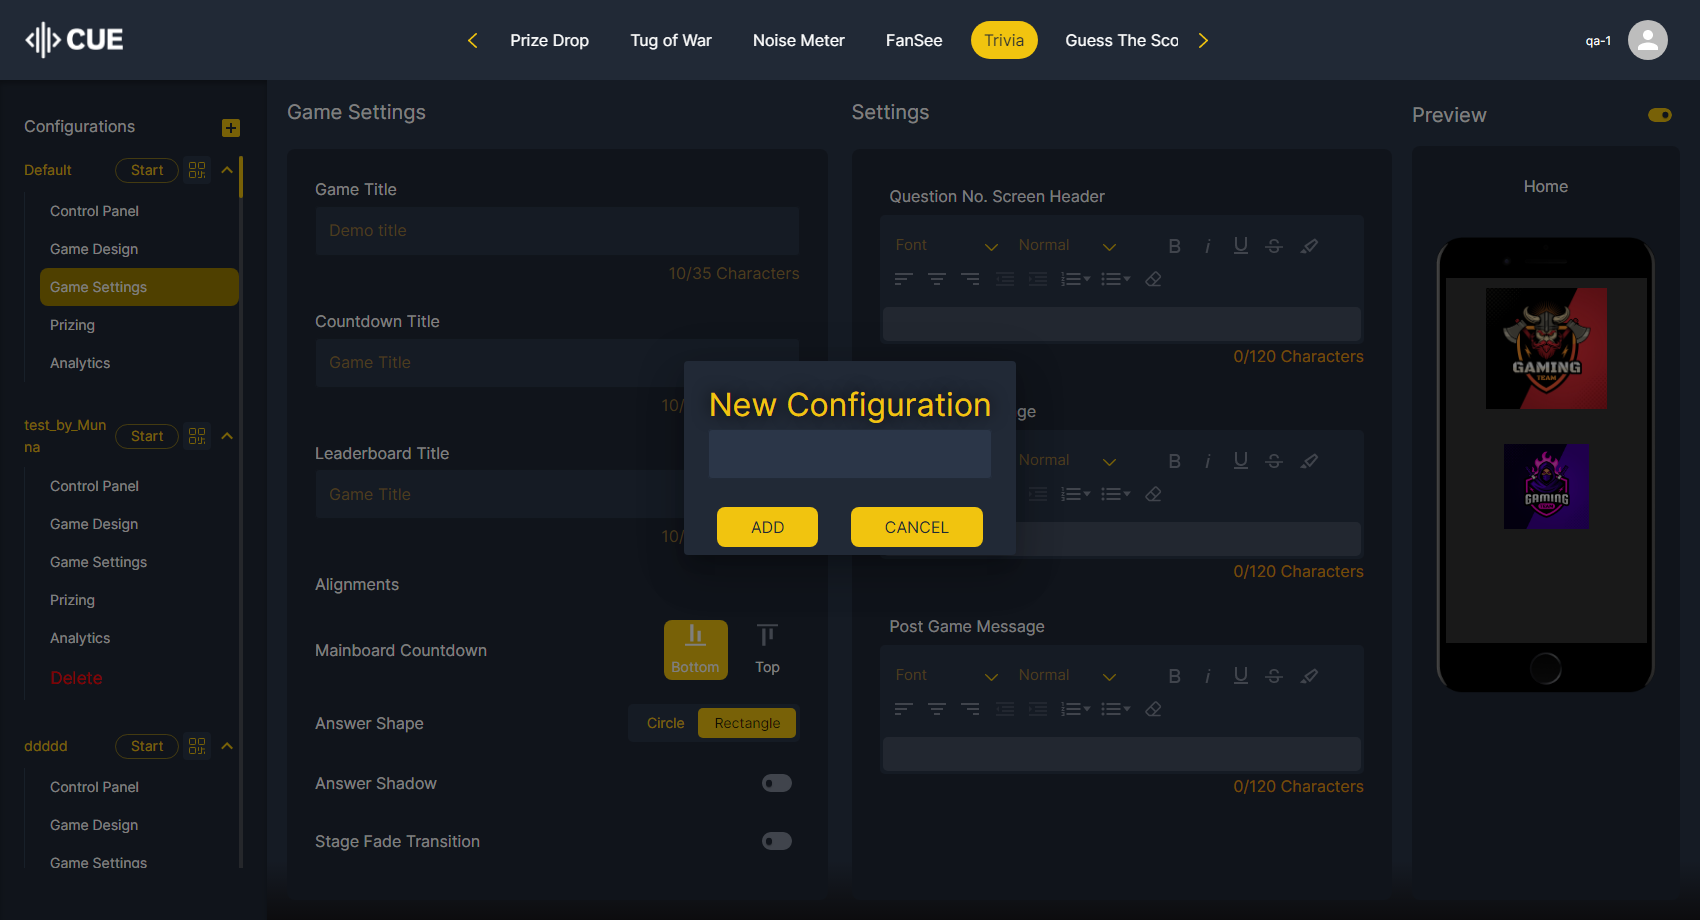 CUE
Prize Drop
Tug of War
Noise Meter
FanSee
Trivia
Guess The Sco
qa-1
Configurations
Default
Start
Control Panel
Game Design
Game Settings
Prizing
Analytics
test_by_Mun
na
Start
Control Panel
Game Design
Game Settings
Prizing
Analytics
Delete
ddddd
Start
Control Panel
Game Design
Game Settings
Game Settings
Game Title
Demo title
10/35 Characters
Countdown Title
Game Title
10/
Leaderboard Title
Game Title
10/
Alignments
Mainboard Countdown
Bottom
Top
Answer Shape
Circle
Rectangle
Answer Shadow
Stage Fade Transition
New Configuration
ADD
CANCEL
Settings
Question No. Screen Header
Font
Normal
0/120 Characters
ge
Normal
0/120 Characters
Post Game Message
Font
Normal
0/120 Characters
Preview
Home
GAMING
TEAM
GAMING
TEAM